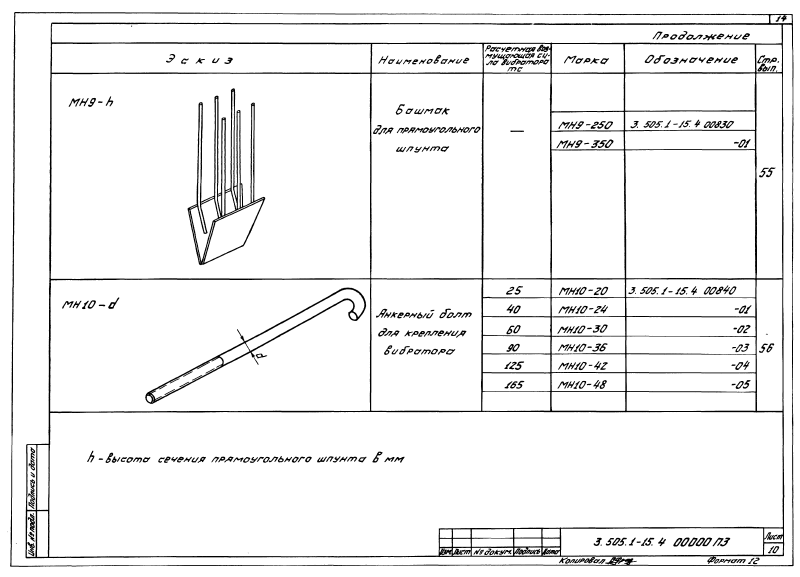 14
Продолжение
Эскиз
Наименование
Расчетная воз-
мущающая си-
ла вибратора
тс
Марка
Обозначение
Стр.
вып.
МН9-h
Башмак
для прямоугольного
шпунта
—
МН9-250
3.505.1-15.4 00830
МН9-350
-01
55
МН10-d
d
Анкерный болт
для крепления
вибратора
25
МН10-20
3.505.1-15.4 00840
40
МН10-24
-01
60
МН10-30
-02
90
МН10-36
-03
125
МН10-42
-04
165
МН10-48
-05
56
h - высота сечения прямоугольного шпунта в мм
Подпись и дата
Инв. № подл.
Изм. Лист № докум. Подпись Дата
3.505.1-15.4 00000 ПЗ
Лист
10
Копировал
Формат 12